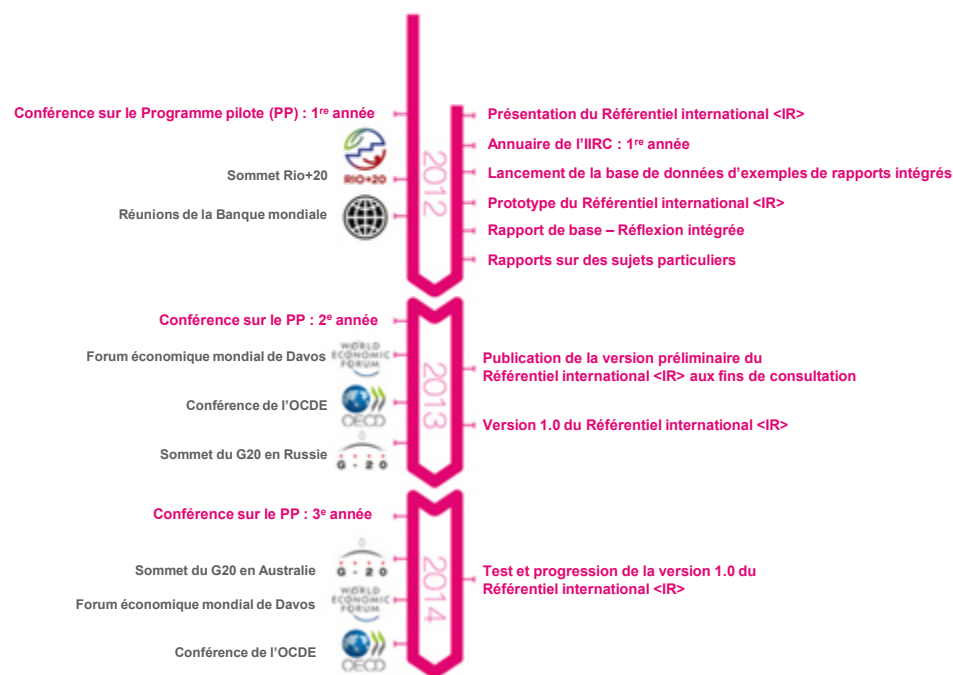 Conférence sur le Programme pilote (PP) : 1re année
RIO+20
Sommet Rio+20
Réunions de la Banque mondiale
2012
Présentation du Référentiel international <IR>
Annuaire de l'IIRC : 1re année
Lancement de la base de données d'exemples de rapports intégrés
Prototype du Référentiel international <IR>
Rapport de base – Réflexion intégrée
Rapports sur des sujets particuliers
Conférence sur le PP : 2e année
Forum économique mondial de Davos
WORLD
ECONOMIC
FORUM
Conférence de l'OCDE
OECD
Sommet du G20 en Russie
G-20
2013
Publication de la version préliminaire du
Référentiel international <IR> aux fins de consultation
Version 1.0 du Référentiel international <IR>
Conférence sur le PP : 3e année
Sommet du G20 en Australie
G-20
Forum économique mondial de Davos
WORLD
ECONOMIC
FORUM
Conférence de l'OCDE
OECD
2014
Test et progression de la version 1.0 du
Référentiel international <IR>